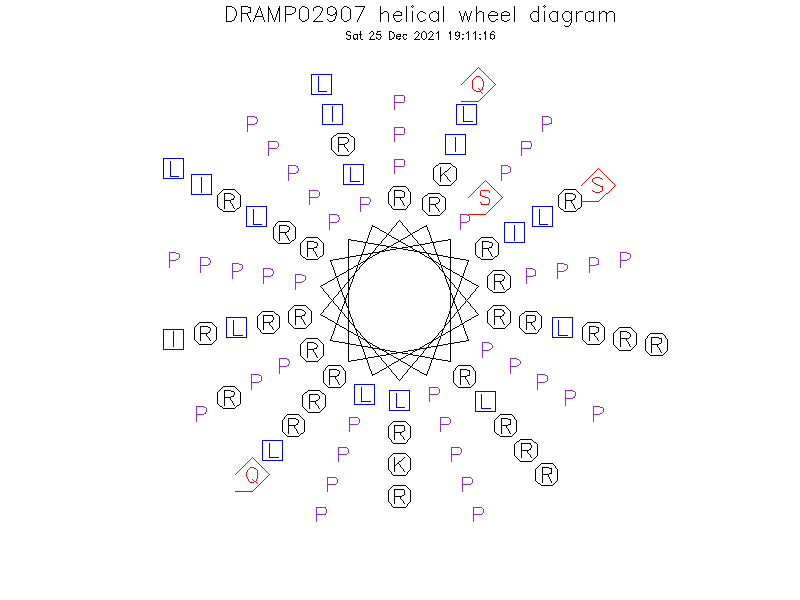 DRAMP02907 helical wheel diagram
Sat 25 Dec 2021 19:11:16
L Q
P
I L
P P
P
R I
P P
L P P L K P
I S
R P P R R S R
L P P L
R I
R R
P P P P
P P P R P P
I R L R R R R L R R R
R P
P P
R R
P P
L P
R R L L P
P P
R P R P R
L P P R
K
Q R
P P
R
P P